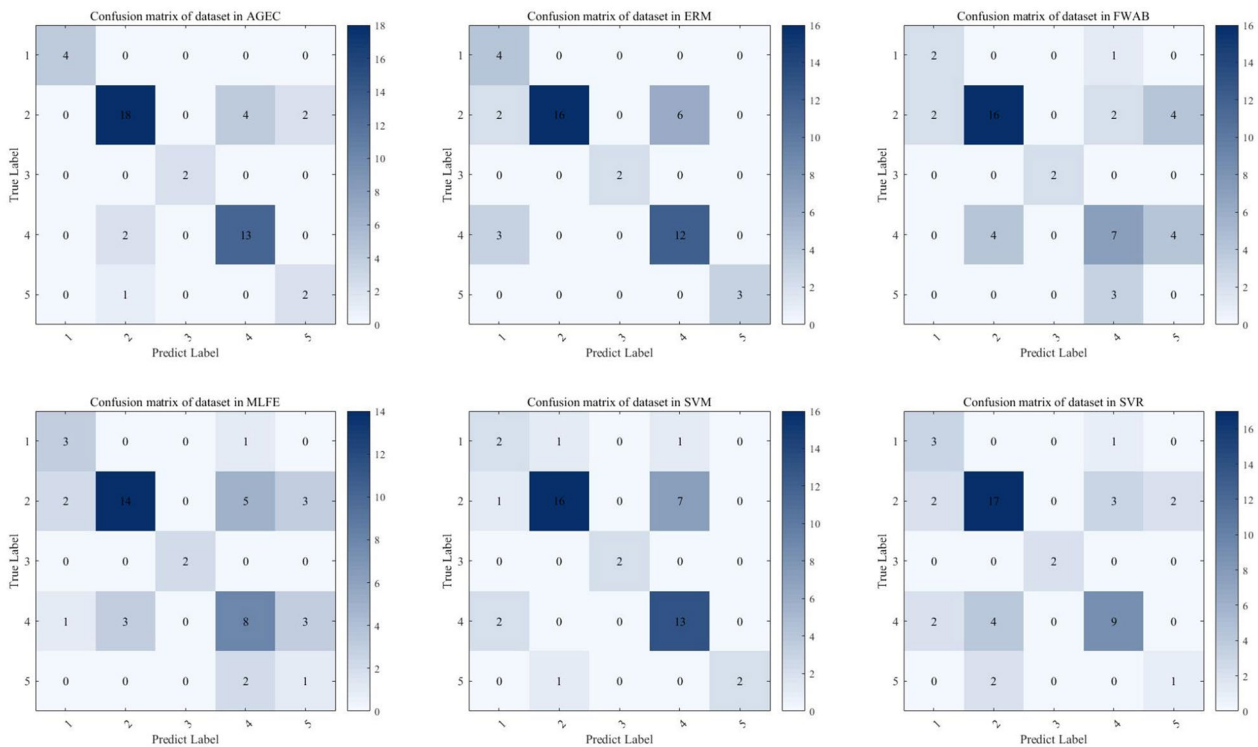 Confusion matrix of dataset in AGEC
True Label
1 4 0 0 0 0
2 0 18 0 4 2
3 0 0 2 0 0
4 0 2 0 13 0
5 0 1 0 0 2
1 2 3 4 5
Predict Label
18
16
14
12
10
8
6
4
2
0
Confusion matrix of dataset in ERM
True Label
1 4 0 0 0 0
2 2 16 0 6 0
3 0 0 2 0 0
4 3 0 0 12 0
5 0 0 0 0 3
1 2 3 4 5
Predict Label
16
14
12
10
8
6
4
2
0
Confusion matrix of dataset in FWAB
True Label
1 2 0 0 1 0
2 2 16 0 2 4
3 0 0 2 0 0
4 0 4 0 7 4
5 0 0 0 3 0
1 2 3 4 5
Predict Label
16
14
12
10
8
6
4
2
0
Confusion matrix of dataset in MLFE
True Label
1 3 0 0 1 0
2 2 14 0 5 3
3 0 0 2 0 0
4 1 3 0 8 3
5 0 0 0 2 1
1 2 3 4 5
Predict Label
14
12
10
8
6
4
2
0
Confusion matrix of dataset in SVM
True Label
1 2 1 0 1 0
2 1 16 0 7 0
3 0 0 2 0 0
4 2 0 0 13 0
5 0 1 0 0 2
1 2 3 4 5
Predict Label
16
14
12
10
8
6
4
2
0
Confusion matrix of dataset in SVR
True Label
1 3 0 0 1 0
2 2 17 0 3 2
3 0 0 2 0 0
4 2 4 0 9 0
5 0 2 0 0 1
1 2 3 4 5
Predict Label
16
14
12
10
8
6
4
2
0